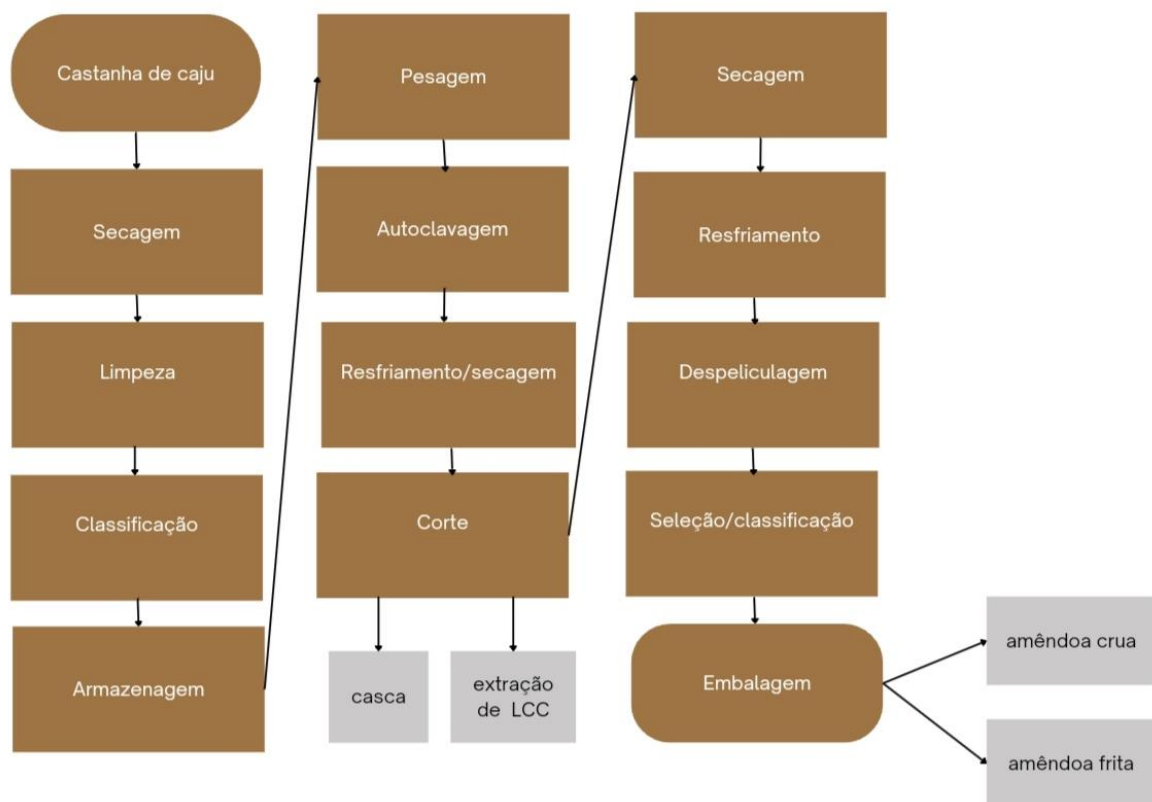 Castanha de caju
Secagem
Limpeza
Classificação
Armazenagem
Pesagem
Autoclavagem
Resfriamento/secagem
Corte
casca
extração
de LCC
Secagem
Resfriamento
Despeliculagem
Seleção/classificação
Embalagem
amêndoa crua
amêndoa frita